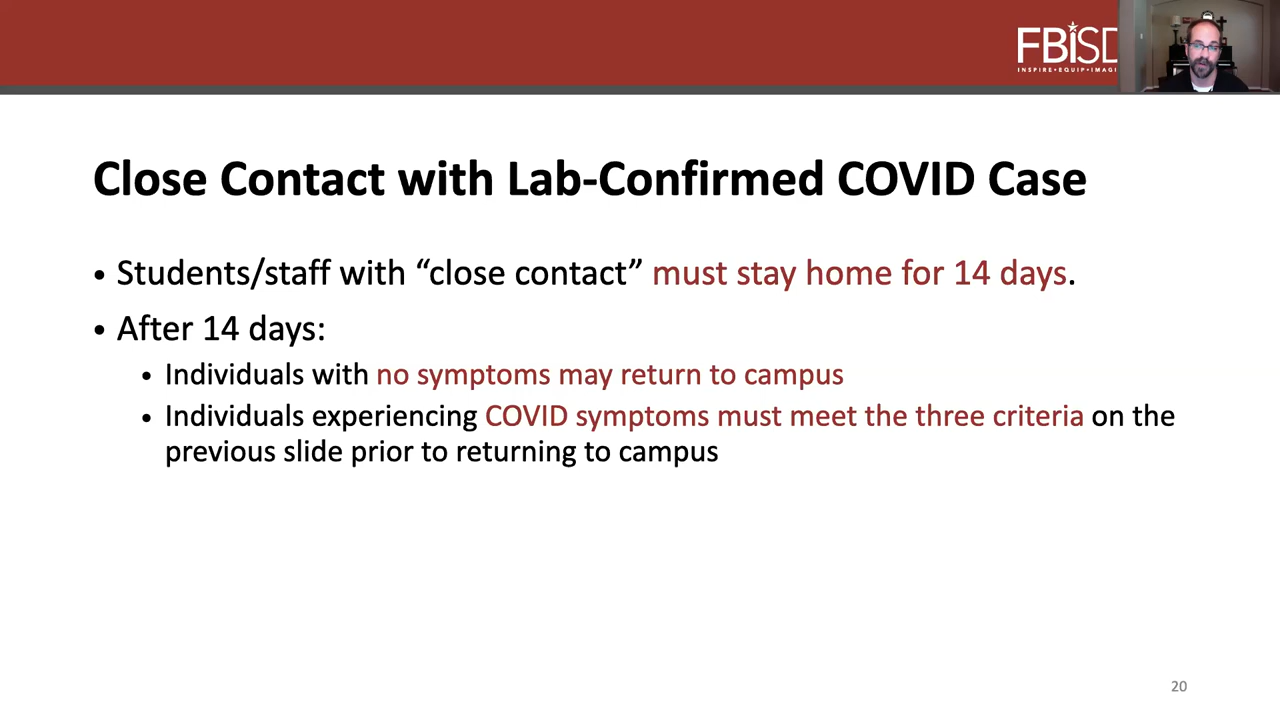 FBISD
INSPIRE•EQUIP•IMAGI
Close Contact with Lab-Confirmed COVID Case
• Students/staff with “close contact” must stay home for 14 days.
• After 14 days:
• Individuals with no symptoms may return to campus
• Individuals experiencing COVID symptoms must meet the three criteria on the
previous slide prior to returning to campus
20